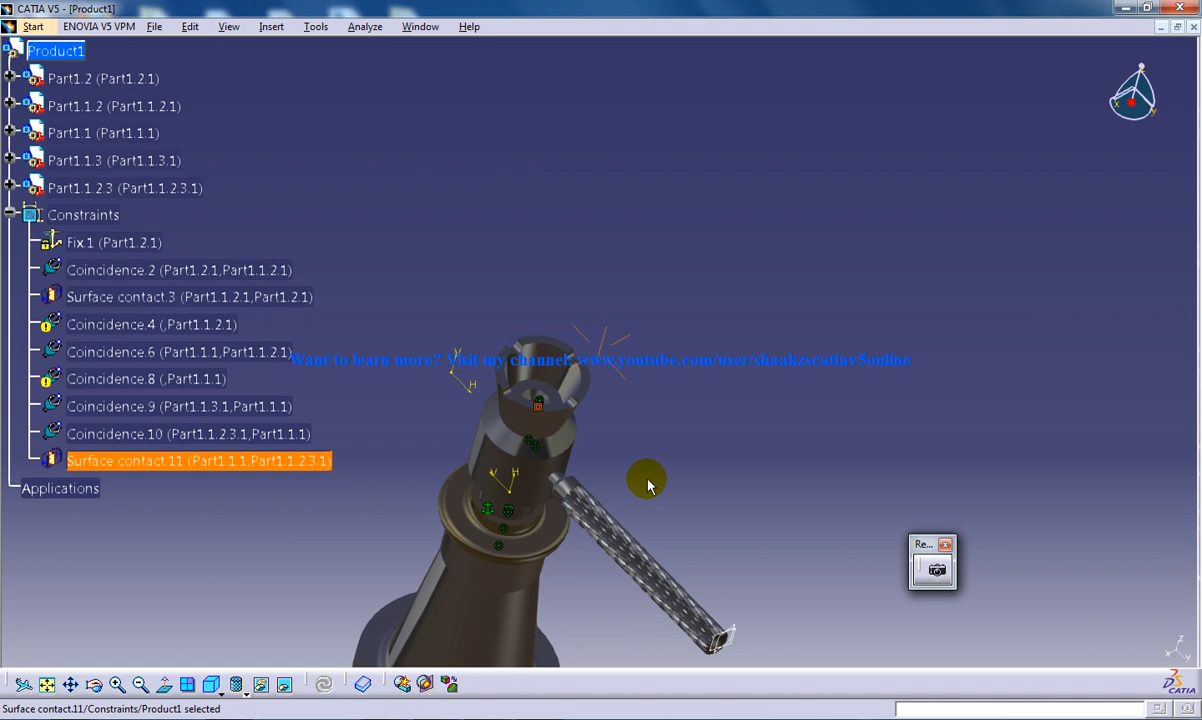 CATIA V5 - [Product1]
Start ENOVIA V5 VPM File Edit View Insert Tools Analyze Window Help
Product1
Part1.2 (Part1.2.1)
Part1.1.2 (Part1.1.2.1)
Part1.1 (Part1.1.1)
Part1.1.3 (Part1.1.3.1)
Part1.1.2.3 (Part1.1.2.3.1)
Constraints
Fix.1 (Part1.2.1)
Coincidence.2 (Part1.2.1,Part1.1.2.1)
Surface contact.3 (Part1.1.2.1,Part1.2.1)
Coincidence.4 (,Part1.1.2.1)
Coincidence.6 (Part1.1.1,Part1.1.2.1)
Want to learn more? Visit my channel: www.youtube.com/user/shaakzscatiav5online
Coincidence.8 (,Part1.1.1)
Coincidence.9 (Part1.1.3.1,Part1.1.1)
Coincidence.10 (Part1.1.2.3.1,Part1.1.1)
Surface contact.11 (Part1.1.1,Part1.1.2.3.1)
Applications
Re...
CATIA
Surface contact.11/Constraints/Product1 selected